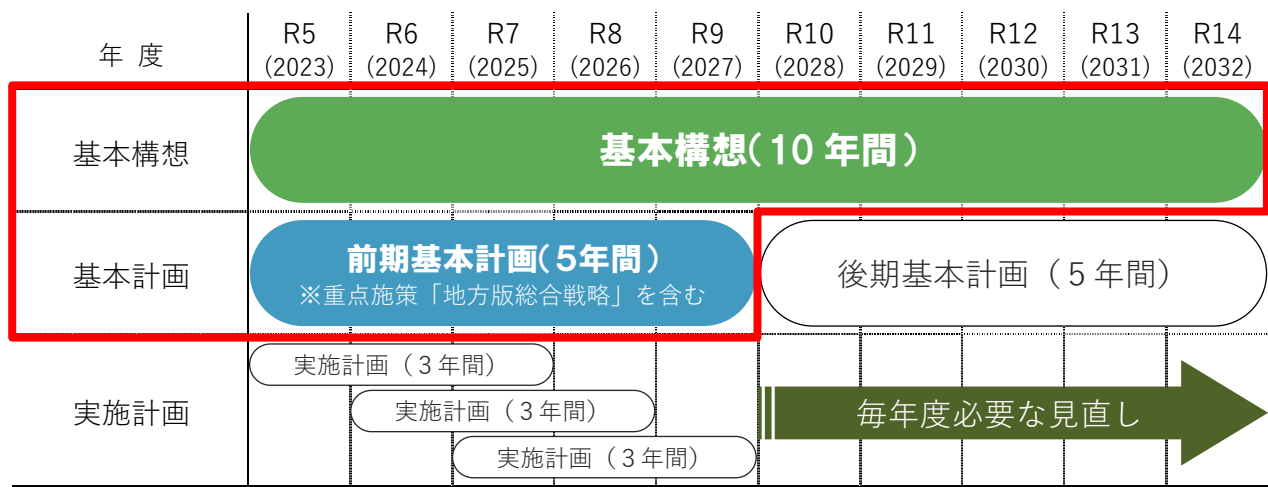 年 度
R5 R6 R7 R8 R9 R10 R11 R12 R13 R14
(2023) (2024) (2025) (2026) (2027) (2028) (2029) (2030) (2031) (2032)
基本構想
基本構想（10 年間）
基本計画
前期基本計画（5年間）
※重点施策「地方版総合戦略」を含む
後期基本計画（５年間）
実施計画
実施計画（３年間）
実施計画（３年間）
実施計画（３年間）
毎年度必要な見直し